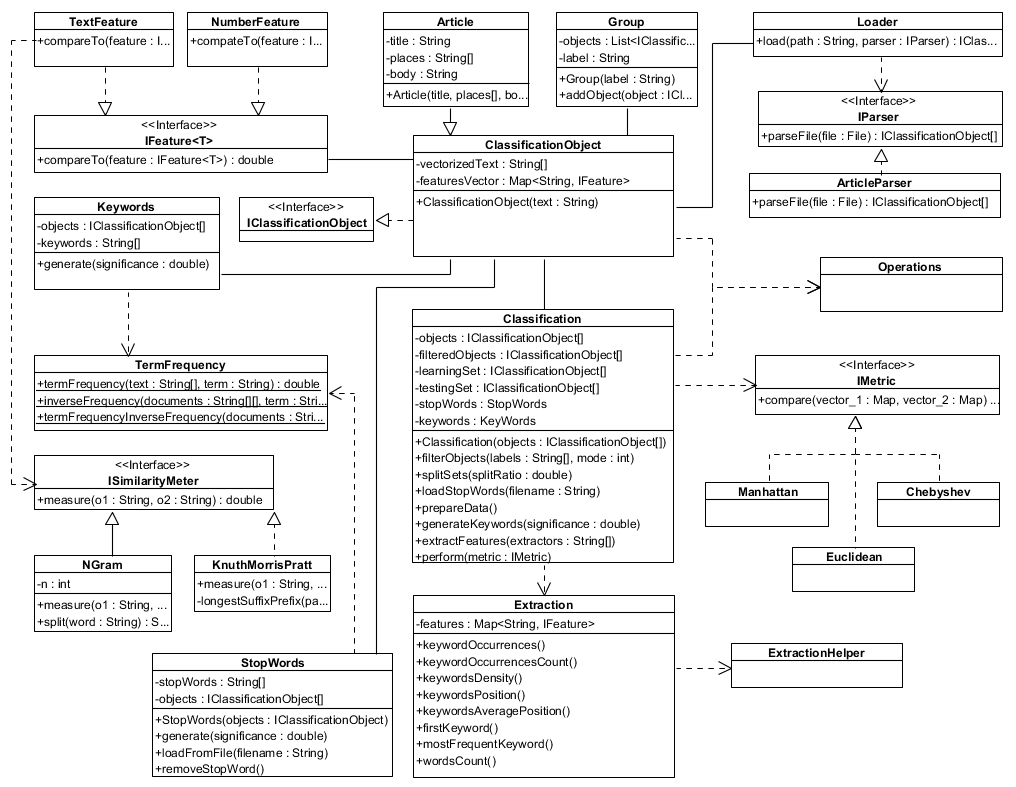 TextFeature
+compareTo(feature : I...
NumberFeature
+compateTo(feature : I...
Article
-title : String
-places : String[]
-body : String
+Article(title, places[], bo...
Group
-objects : List<IClassific...
-label : String
+Group(label : String)
+addObject(object : ICl...
Loader
+load(path : String, parser : IParser) : IClas...
<<Interface>>
IFeature<T>
+compareTo(feature : IFeature<T>) : double
<<Interface>>
IParser
+parseFile(file : File) : IClassificationObject[]
ClassificationObject
-vectorizedText : String[]
-featuresVector : Map<String, IFeature>
+ClassificationObject(text : String)
ArticleParser
+parseFile(file : File) : IClassificationObject[]
Keywords
-objects : IClassificationObject[]
-keywords : String[]
+generate(significance : double)
<<Interface>>
IClassificationObject
Operations
Classification
-objects : IClassificationObject[]
-filteredObjects : IClassificationObject[]
-learningSet : IClassificationObject[]
-testingSet : IClassificationObject[]
-stopWords : StopWords
-keywords : KeyWords
+Classification(objects : IClassificationObject[])
+filterObjects(labels : String[], mode : int)
+splitSets(splitRatio : double)
+loadStopWords(filename : String)
+prepareData()
+generateKeywords(significance : double)
+extractFeatures(extractors : String[])
+perform(metric : IMetric)
TermFrequency
+termFrequency(text : String[], term : String) : double
+inverseFrequency(documents : String[][], term : Stri...
+termFrequencyInverseFrequency(documents : Stri...
<<Interface>>
IMetric
+compare(vector_1 : Map, vector_2 : Map) ...
<<Interface>>
ISimilarityMeter
+measure(o1 : String, o2 : String) : double
Manhattan
Chebyshev
Euclidean
NGram
-n : int
+measure(o1 : String, ...
+split(word : String) : S...
KnuthMorrisPratt
+measure(o1 : String, ...
-longestSuffixPrefix(pa...
Extraction
-features : Map<String, IFeature>
+keywordOccurrences()
+keywordOccurrencesCount()
+keywordsDensity()
+keywordsPosition()
+keywordsAveragePosition()
+firstKeyword()
+mostFrequentKeyword()
+wordsCount()
ExtractionHelper
StopWords
-stopWords : String[]
-objects : IClassificationObject[]
+StopWords(objects : IClassificationObject)
+generate(significance : double)
+loadFromFile(filename : String)
+removeStopWord()